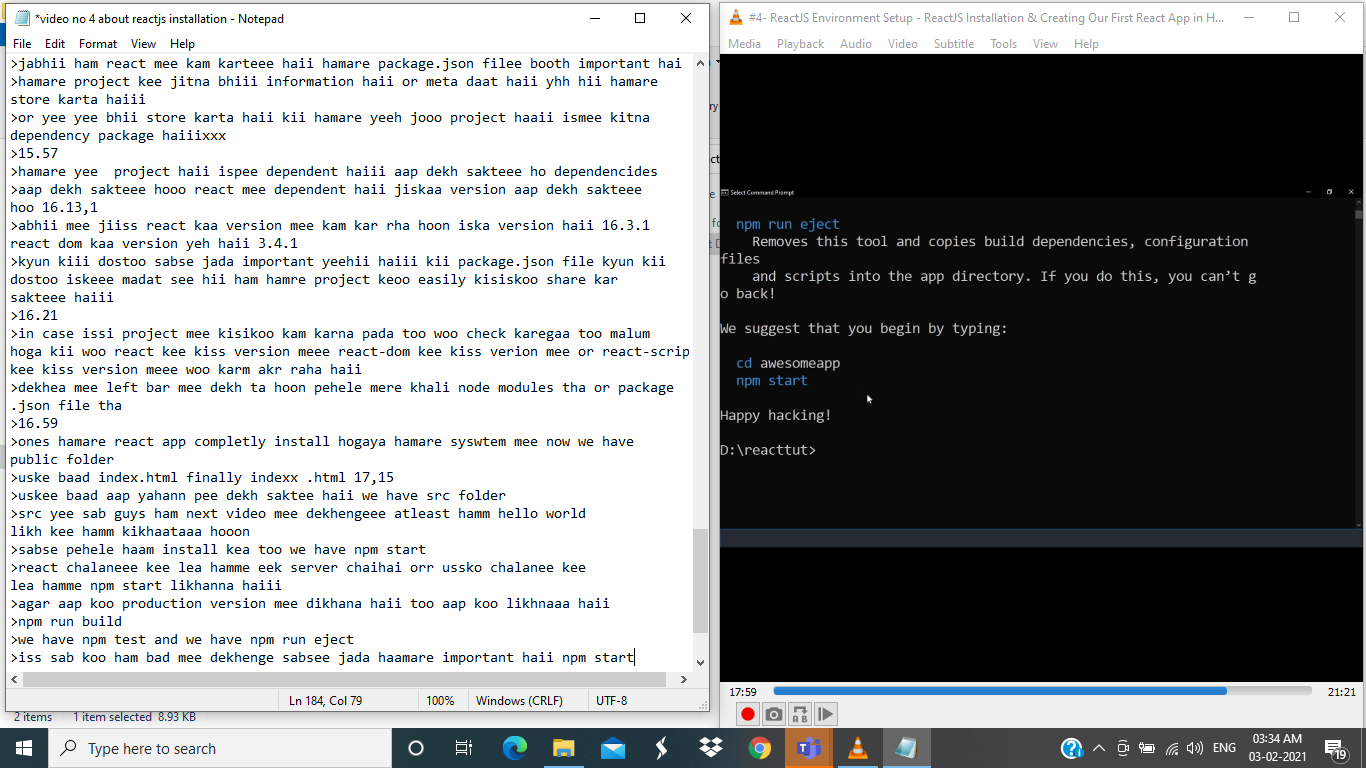 *video no 4 about reactjs installation - Notepad
File Edit Format View Help
>jabhii ham react mee kam karteee haii hamare package.json filee booth important hai
>hamare project kee jitna bhiii information haii or meta daat haii yhh hii hamare
store karta haiii
>or yee yee bhii store karta haii kii hamare yeeh jooo project haaii ismee kitna
dependency package haiiixxx
>15.57
>hamare yee  project haii ispee dependent haiii aap dekh sakteee ho dependencides
>aap dekh sakteee hooo react mee dependent haii jiskaa version aap dekh sakteee
hoo 16.13,1
>abhii mee jiiss react kaa version mee kam kar rha hoon iska version haii 16.3.1
react dom kaa version yeh haii 3.4.1
>kyun kiii dostoo sabse jada important yeehii haiii kii package.json file kyun kii
dostoo iskeee madat see hii ham hamre project keoo easily kisiskoo share kar
sakteee haiii
>16.21
>in case issi project mee kisikoo kam karna pada too woo check karegaa too malum
hoga kii woo react kee kiss version meee react-dom kee kiss verion mee or react-scrip
kee kiss version meee woo karm akr raha haii
>dekhea mee left bar mee dekh ta hoon pehele mere khali node modules tha or package
.json file tha
>16.59
>ones hamare react app completly install hogaya hamare syswtem mee now we have
public folder
>uske baad index.html finally indexx .html 17,15
>uskee baad aap yahann pee dekh saktee haii we have src folder
>src yee sab guys ham next video mee dekhengeee atleast hamm hello world
likh kee hamm kikhaataaa hooon
>sabse pehele haam install kea too we have npm start
>react chalaneee kee lea hamme eek server chaihai orr ussko chalanee kee
lea hamme npm start likhanna haiii
>agar aap koo production version mee dikhana haii too aap koo likhnaaa haii
>npm run build
>we have npm test and we have npm run eject
>iss sab koo ham bad mee dekhenge sabsee jada haamare important haii npm start
Ln 184, Col 79 100% Windows (CRLF) UTF-8
2 items 1 item selected 8.93 KB
#4- ReactJS Environment Setup - ReactJS Installation & Creating Our First React App in H...
Media Playback Audio Video Subtitle Tools View Help
Select Command Prompt
npm run eject
Removes this tool and copies build dependencies, configuration
files
and scripts into the app directory. If you do this, you can't g
o back!
We suggest that you begin by typing:
cd awesomeapp
npm start
Happy hacking!
D:\reacttut>
17:59 21:21
Type here to search
ENG
03:34 AM
03-02-2021
19